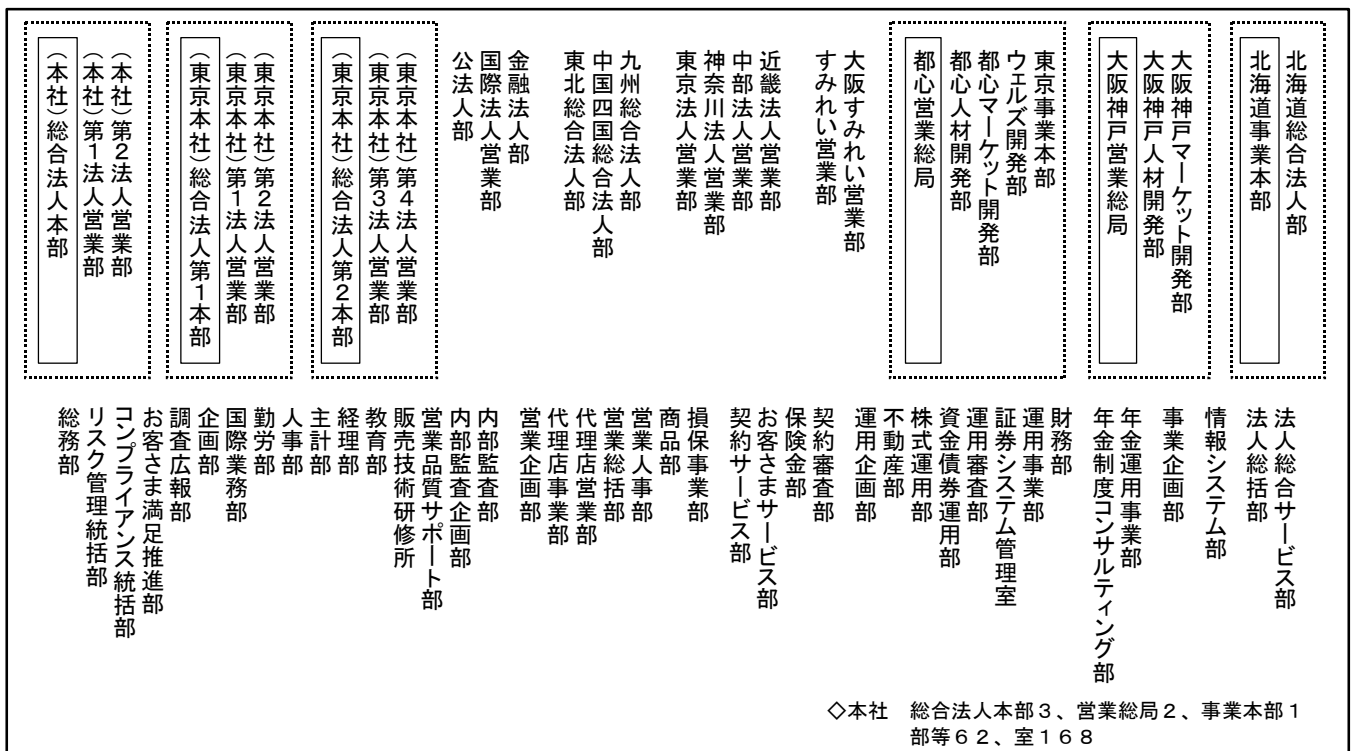 （本社）総合法人本部
（本社）第１法人営業部
（本社）第２法人営業部
（東京本社）総合法人第１本部
（東京本社）第１法人営業部
（東京本社）第２法人営業部
（東京本社）総合法人第２本部
（東京本社）第３法人営業部
（東京本社）第４法人営業部
公法人部
国際法人営業部
金融法人部
東北総合法人部
中国四国総合法人部
九州総合法人部
東京法人営業部
神奈川法人営業部
中部法人営業部
近畿法人営業部
すみれい営業部
大阪すみれい営業部
都心営業総局
都心人材開発部
都心マーケット開発部
ウェルズ開発部
東京事業本部
大阪神戸営業総局
大阪神戸人材開発部
大阪神戸マーケット開発部
北海道事業本部
北海道総合法人部
総務部
リスク管理統括部
コンプライアンス統括部
お客さま満足推進部
調査広報部
企画部
国際業務部
勤労部
人事部
主計部
経理部
教育部
販売技術研修所
営業品質サポート部
内部監査企画部
内部監査部
営業企画部
代理店事業部
代理店営業部
営業総括部
営業人事部
商品部
損保事業部
契約サービス部
お客さまサービス部
保険金部
契約審査部
運用企画部
不動産部
株式運用部
資金債券運用部
運用審査部
証券システム管理室
運用事業部
財務部
年金制度コンサルティング部
年金運用事業部
事業企画部
情報システム部
法人総括部
法人総合サービス部
◇本社　総合法人本部３、営業総局２、事業本部１
部等６２、室１６８